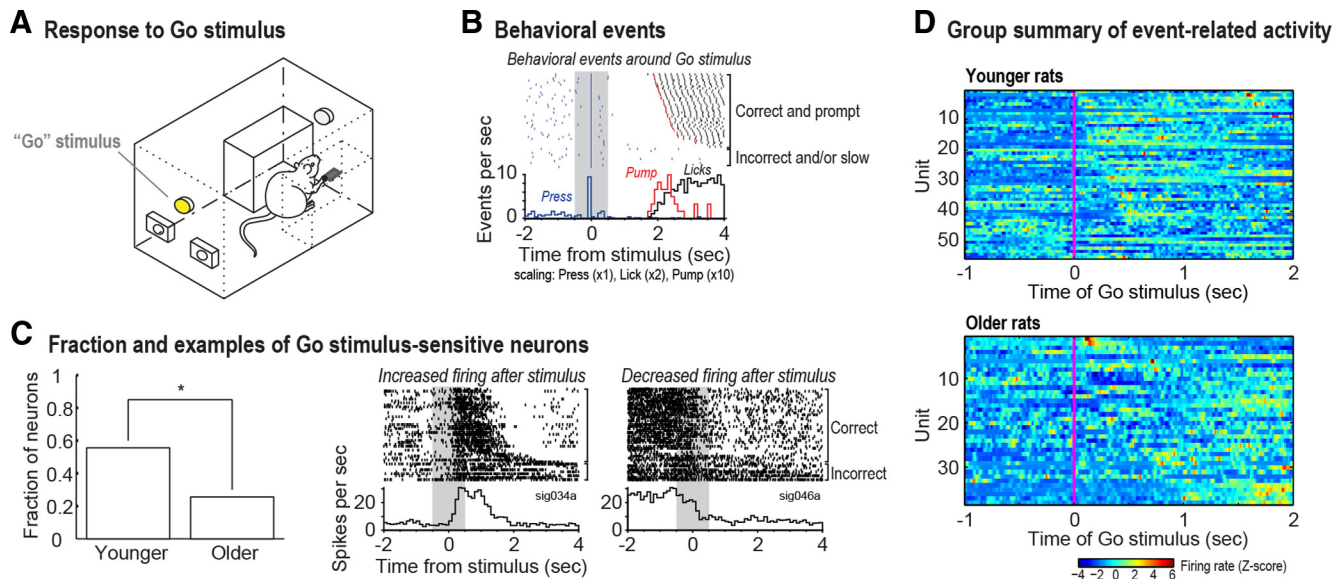 A Response to Go stimulus
“Go” stimulus
B Behavioral events
Behavioral events around Go stimulus
Correct and prompt
Incorrect and/or slow
Events per sec
10
0
Press
Pump
Licks
-2 0 2 4
Time from stimulus (sec)
scaling: Press (x1), Lick (x2), Pump (x10)
C Fraction and examples of Go stimulus-sensitive neurons
Fraction of neurons
1
0.8
0.6
0.4
0.2
0
*
Younger Older
Increased firing after stimulus
Spikes per sec
20
0
sig034a
-2 0 2 4
Decreased firing after stimulus
Correct
Incorrect
20
0
sig046a
-2 0 2 4
Time from stimulus (sec)
D Group summary of event-related activity
Younger rats
Unit
10
20
30
40
50
-1 0 1 2
Time of Go stimulus (sec)
Older rats
Unit
10
20
30
-1 0 1 2
Time of Go stimulus (sec)
-4 -2 0 2 4 6
Firing rate (Z-score)